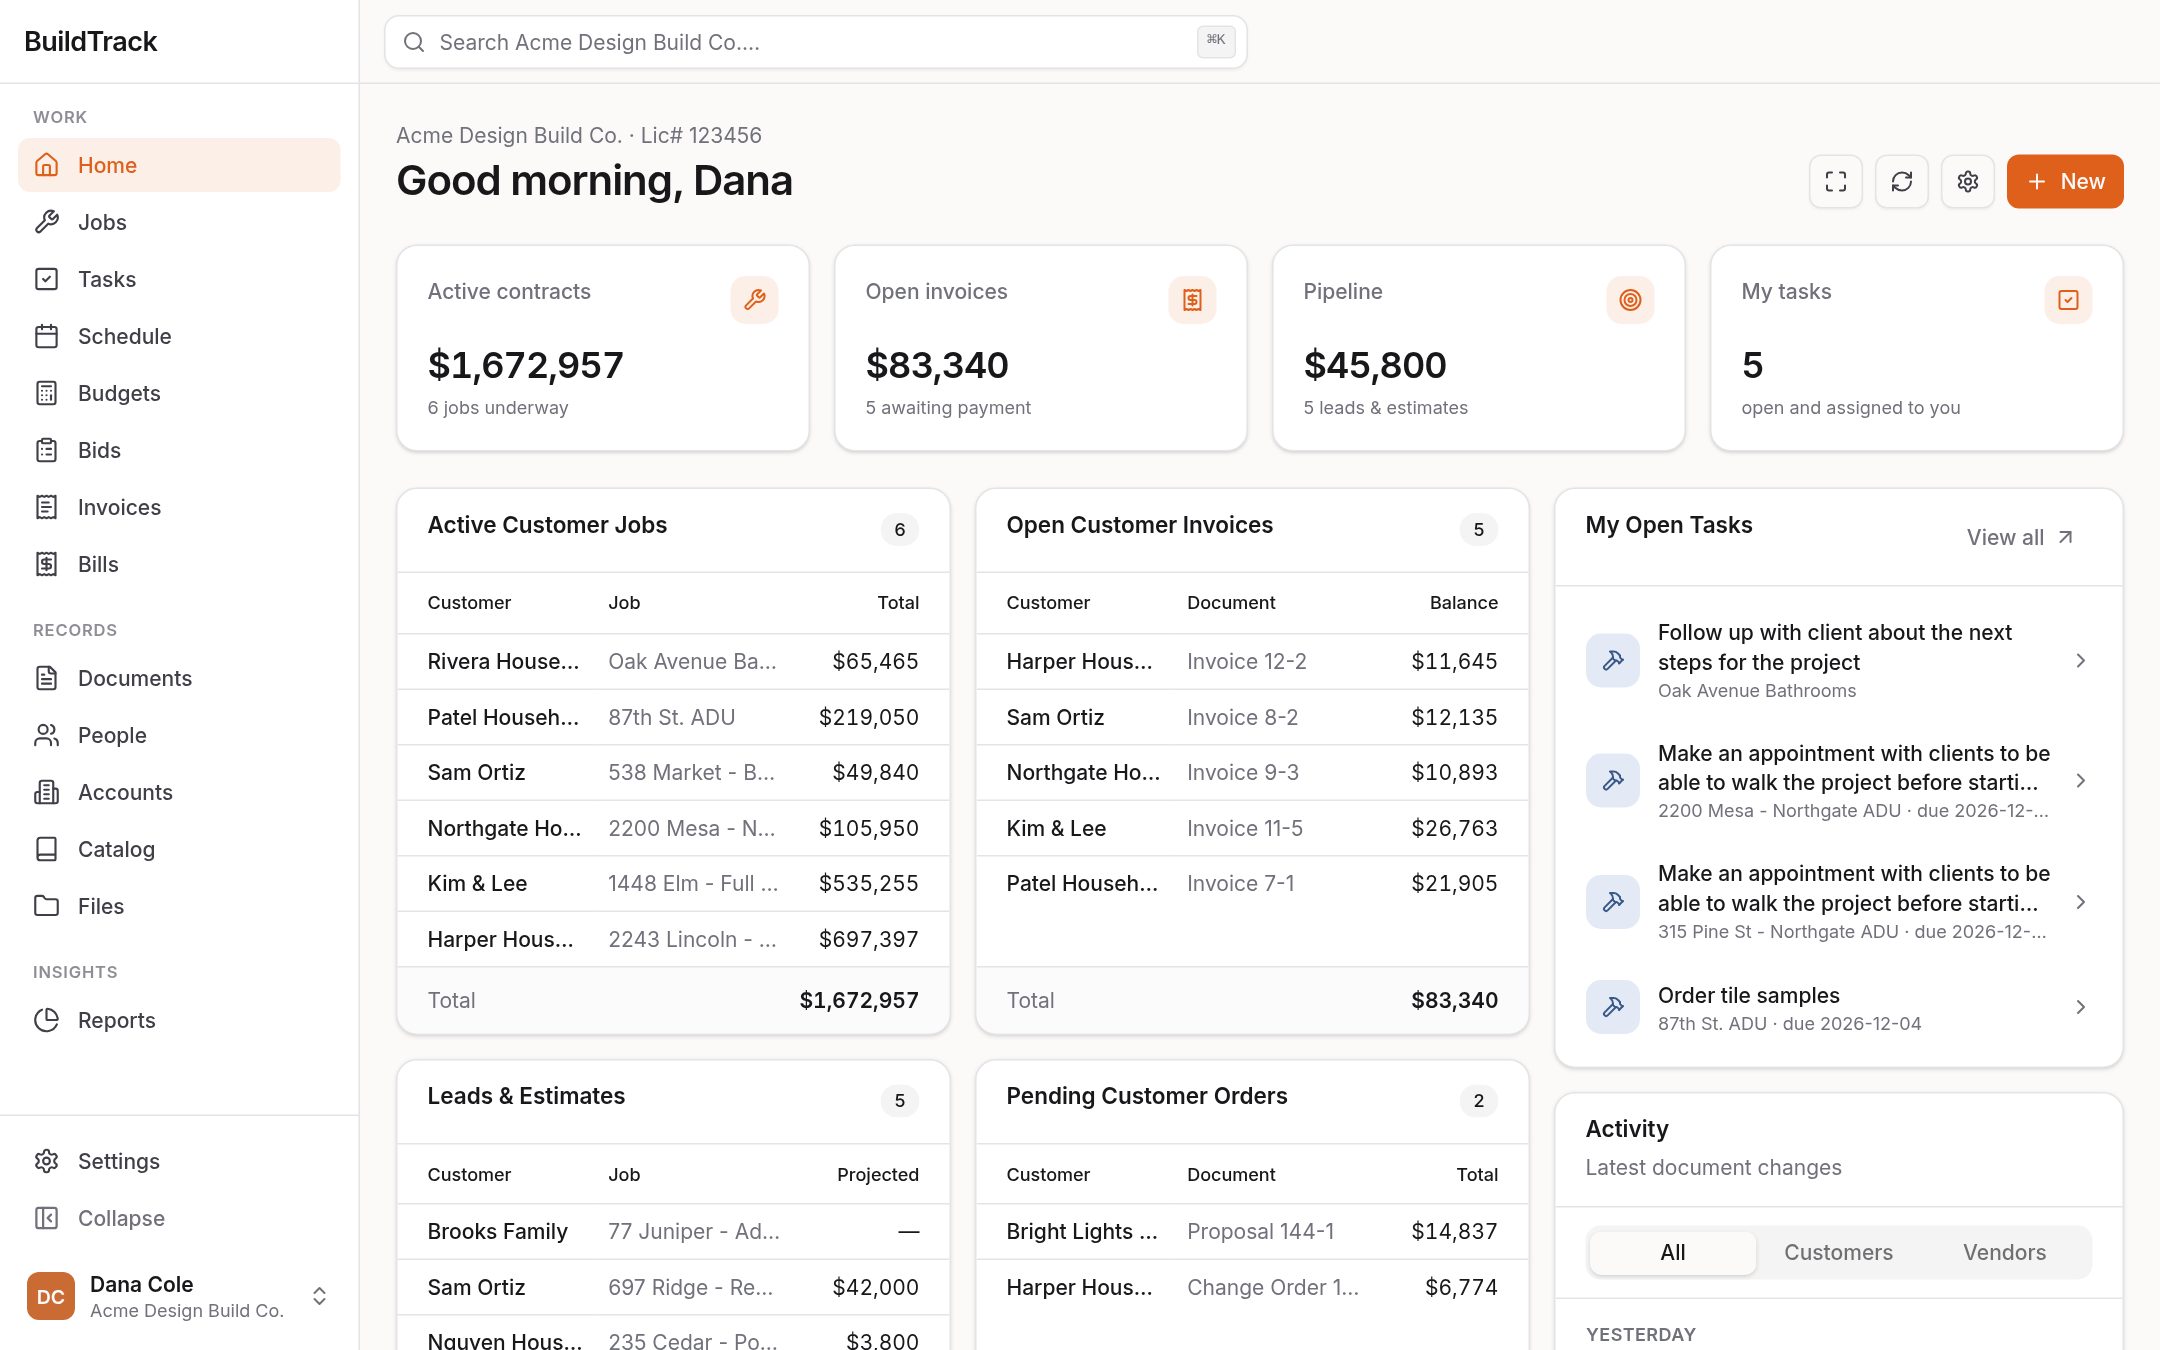 BuildTrack
Search Acme Design Build Co....
⌘K
WORK
Home
Jobs
Tasks
Schedule
Budgets
Bids
Invoices
Bills
RECORDS
Documents
People
Accounts
Catalog
Files
INSIGHTS
Reports
Settings
Collapse
DC
Dana Cole
Acme Design Build Co.
Acme Design Build Co. · Lic# 123456
Good morning, Dana
New
Active contracts
$1,672,957
6 jobs underway
Open invoices
$83,340
5 awaiting payment
Pipeline
$45,800
5 leads & estimates
My tasks
5
open and assigned to you
Active Customer Jobs 6
Customer Job Total
Rivera House... Oak Avenue Ba... $65,465
Patel Househ... 87th St. ADU $219,050
Sam Ortiz 538 Market - B... $49,840
Northgate Ho... 2200 Mesa - N... $105,950
Kim & Lee 1448 Elm - Full ... $535,255
Harper Hous... 2243 Lincoln - ... $697,397
Total $1,672,957
Open Customer Invoices 5
Customer Document Balance
Harper Hous... Invoice 12-2 $11,645
Sam Ortiz Invoice 8-2 $12,135
Northgate Ho... Invoice 9-3 $10,893
Kim & Lee Invoice 11-5 $26,763
Patel Househ... Invoice 7-1 $21,905
Total $83,340
My Open Tasks
View all
Follow up with client about the next
steps for the project
Oak Avenue Bathrooms
Make an appointment with clients to be
able to walk the project before starti...
2200 Mesa - Northgate ADU · due 2026-12-...
Make an appointment with clients to be
able to walk the project before starti...
315 Pine St - Northgate ADU · due 2026-12-...
Order tile samples
87th St. ADU · due 2026-12-04
Leads & Estimates 5
Customer Job Projected
Brooks Family 77 Juniper - Ad... —
Sam Ortiz 697 Ridge - Re... $42,000
Nguyen Hous... 235 Cedar - Po... $3,800
Pending Customer Orders 2
Customer Document Total
Bright Lights ... Proposal 144-1 $14,837
Harper Hous... Change Order 1... $6,774
Activity
Latest document changes
All Customers Vendors
YESTERDAY